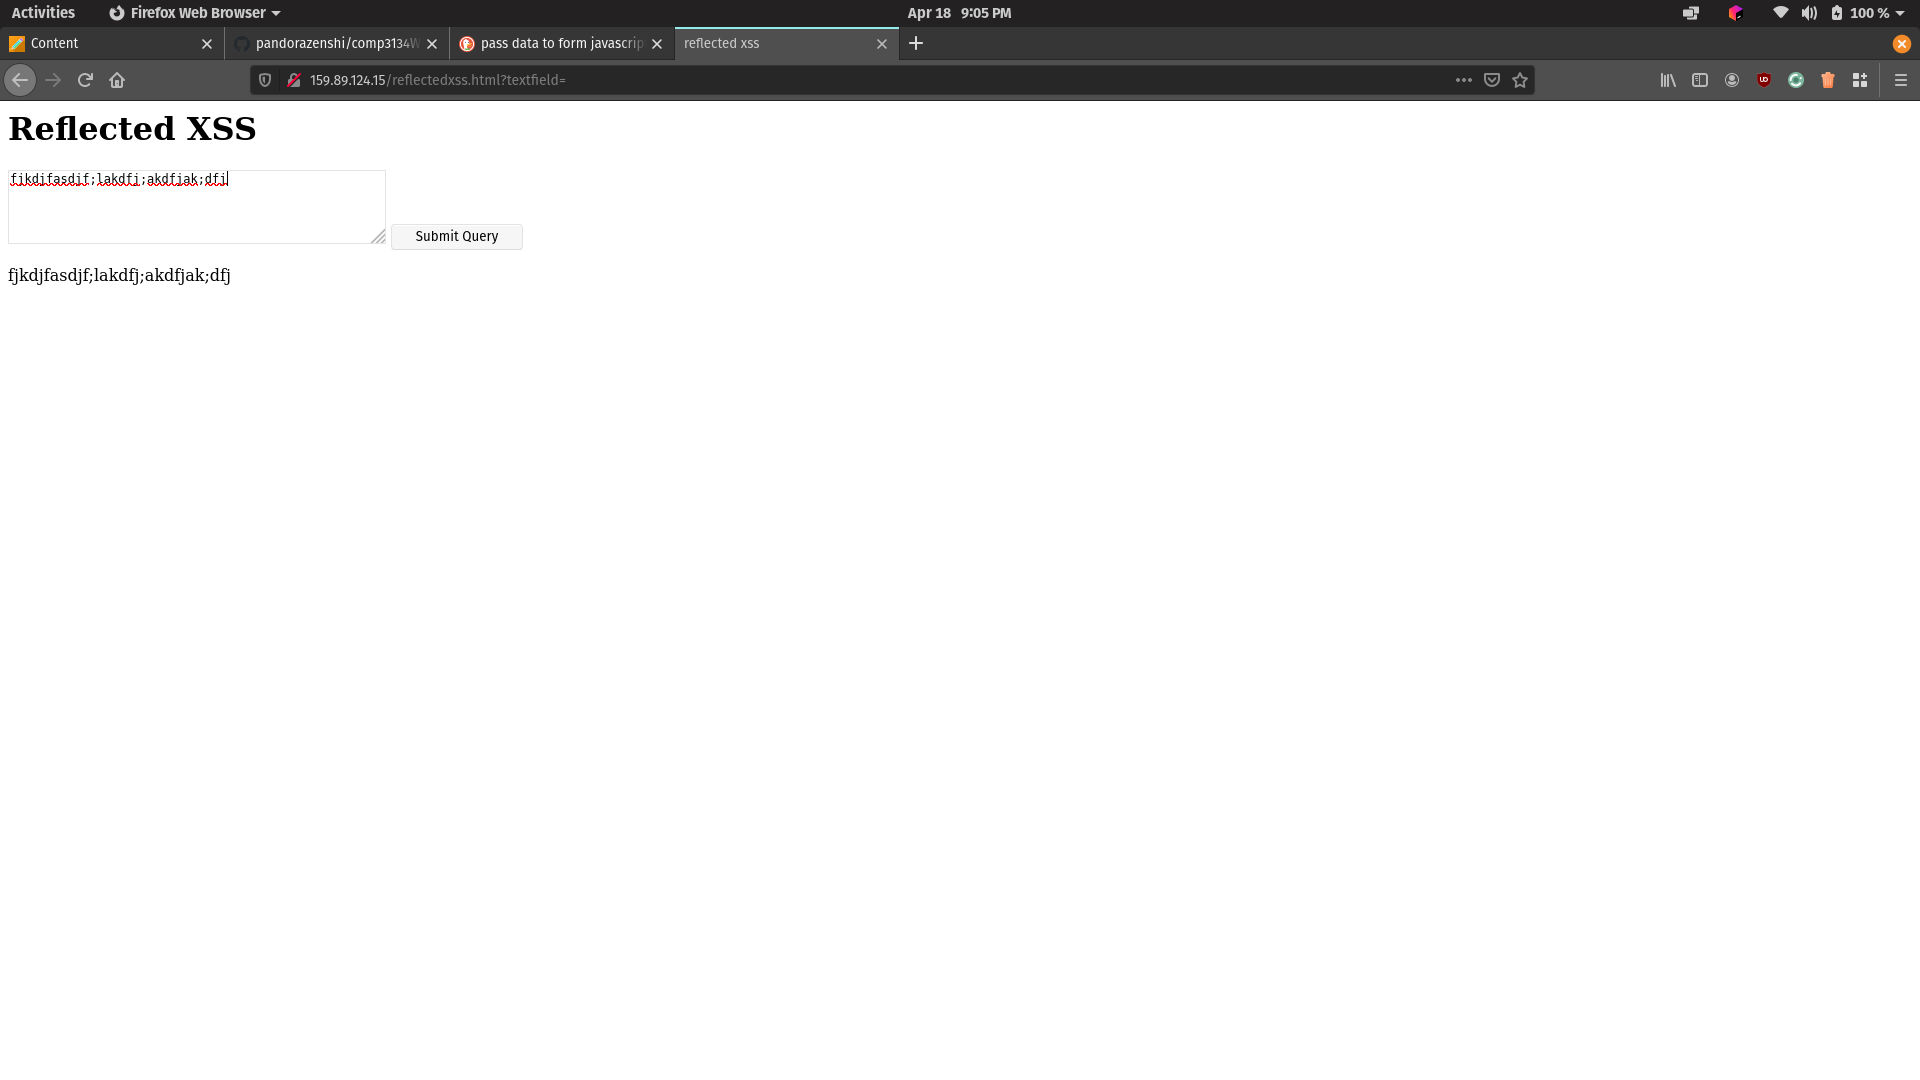 Activities Firefox Web Browser Apr 18 9:05 PM 100 %
Content pandorazenshi/comp3134W pass data to form javascrip reflected xss
159.89.124.15/reflectedxss.html?textfield=
Reflected XSS
fjkdjfasdjf;lakdfj;akdfjak;dfj
Submit Query
fjkdjfasdjf;lakdfj;akdfjak;dfj